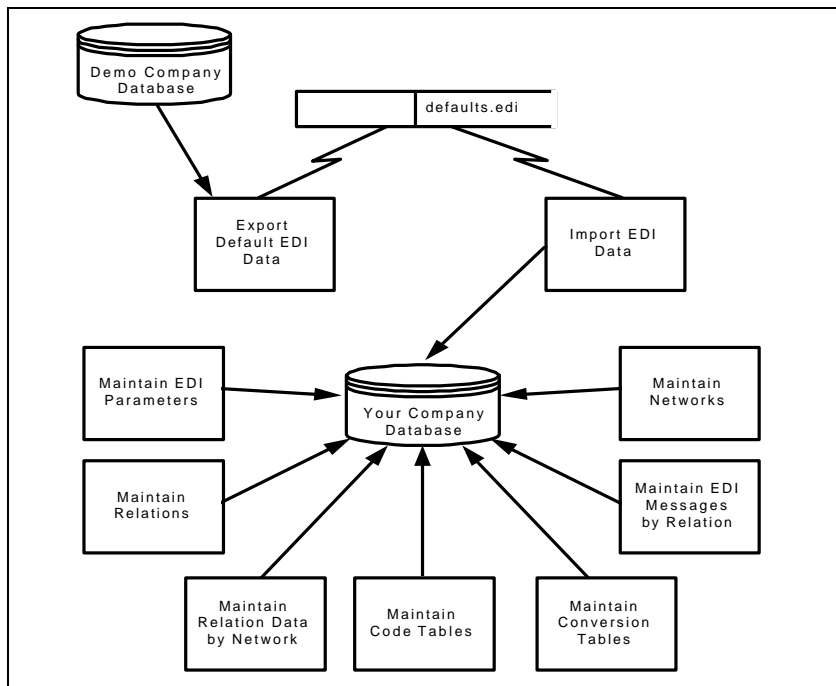 Demo Company
Database
defaults.edi
Export
Default EDI
Data
Import EDI
Data
Maintain EDI
Parameters
Your Company
Database
Maintain
Networks
Maintain
Relations
Maintain EDI
Messages
by Relation
Maintain
Relation Data
by Network
Maintain
Code Tables
Maintain
Conversion
Tables